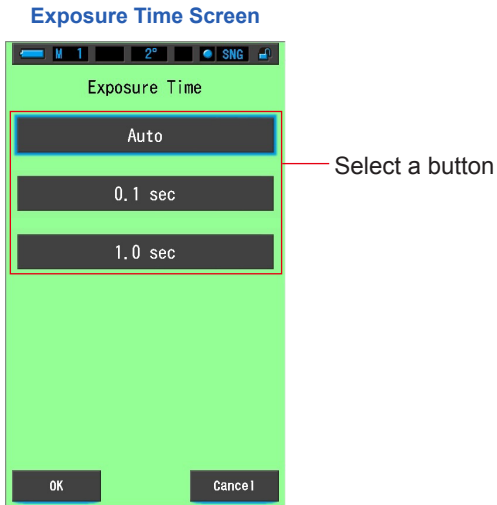 Exposure Time Screen
M 1 2° SNG
Exposure Time
Auto
Select a button
0.1 sec
1.0 sec
OK Cancel